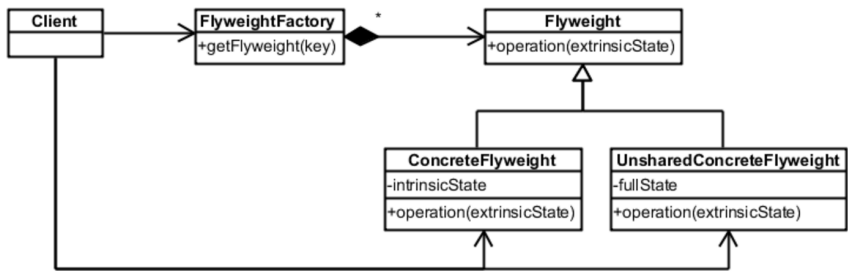 Client
FlyweightFactory
+getFlyweight(key)
*
Flyweight
+operation(extrinsicState)
ConcreteFlyweight
-intrinsicState
+operation(extrinsicState)
UnsharedConcreteFlyweight
-fullState
+operation(extrinsicState)